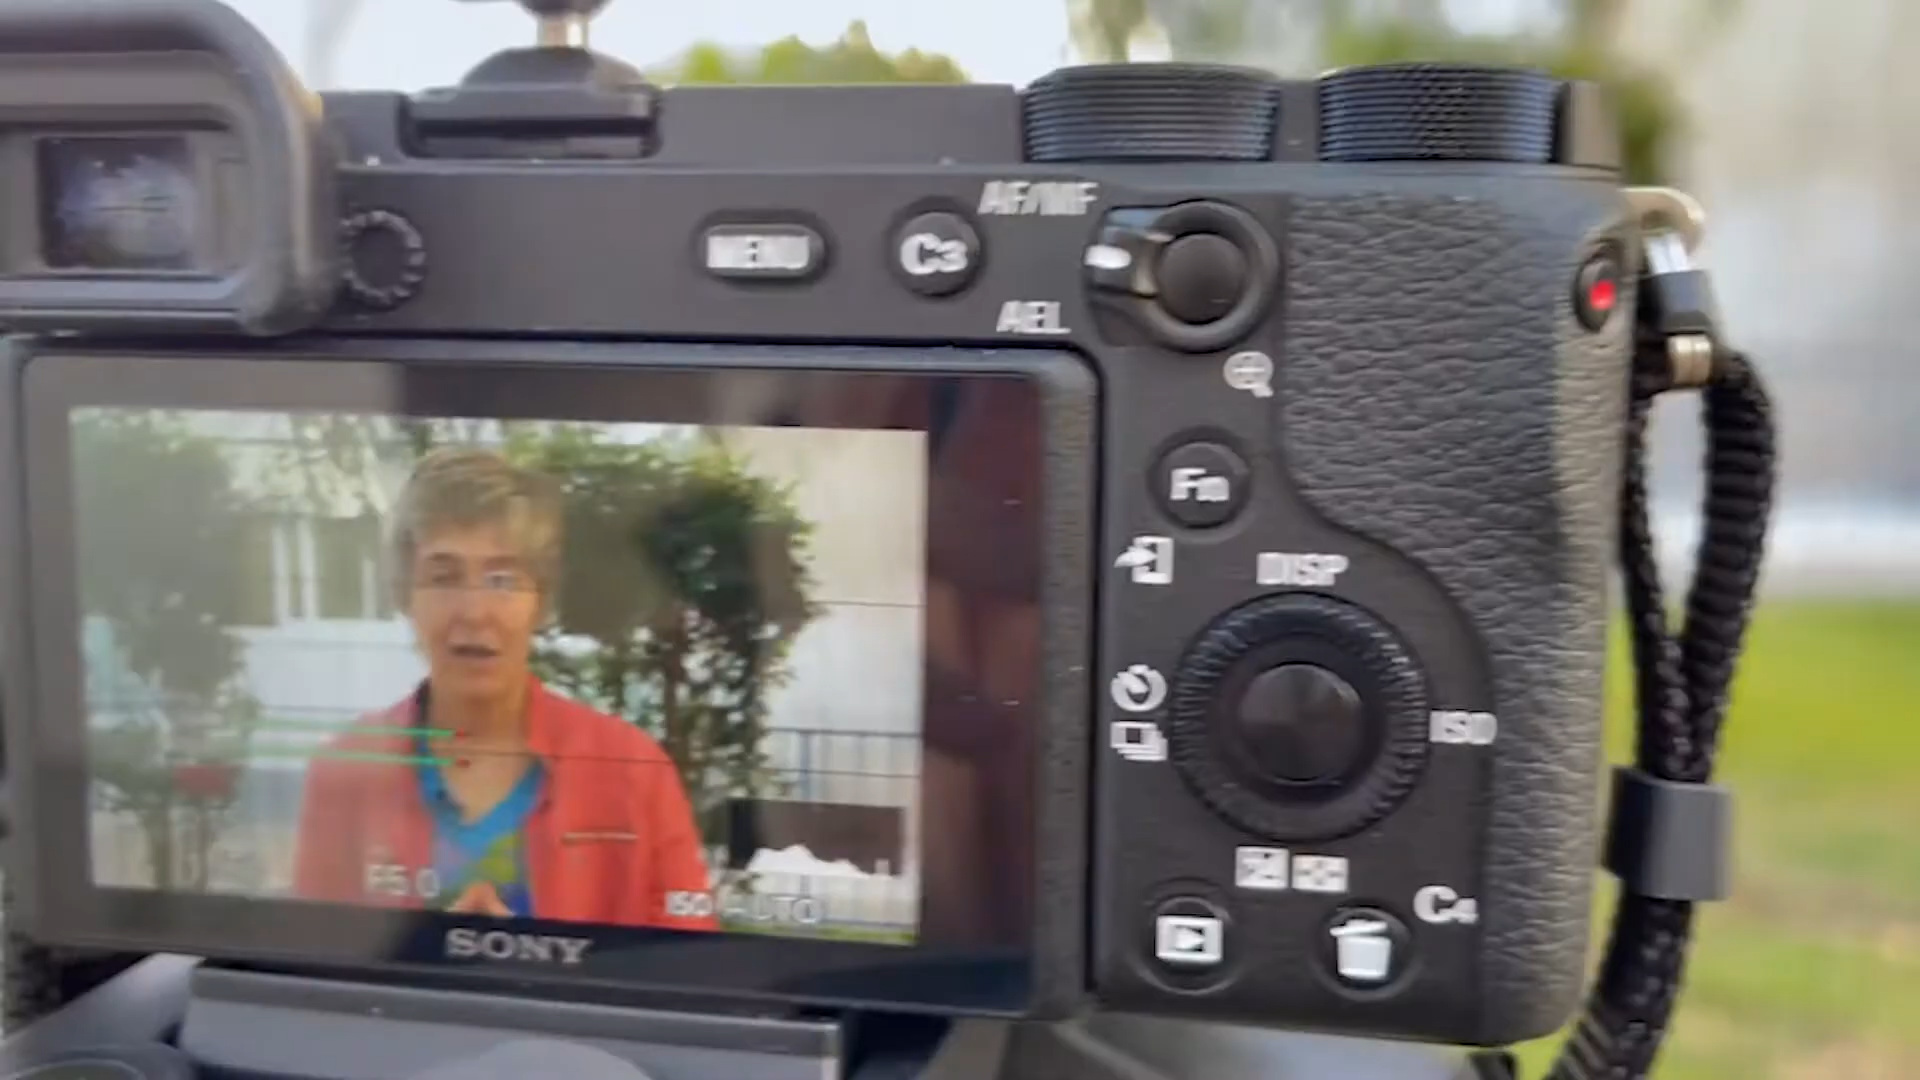 AF/MF
MENU
C3
AEL
Fn
DISP
ISO
F5.0
ISO AUTO
C4
SONY